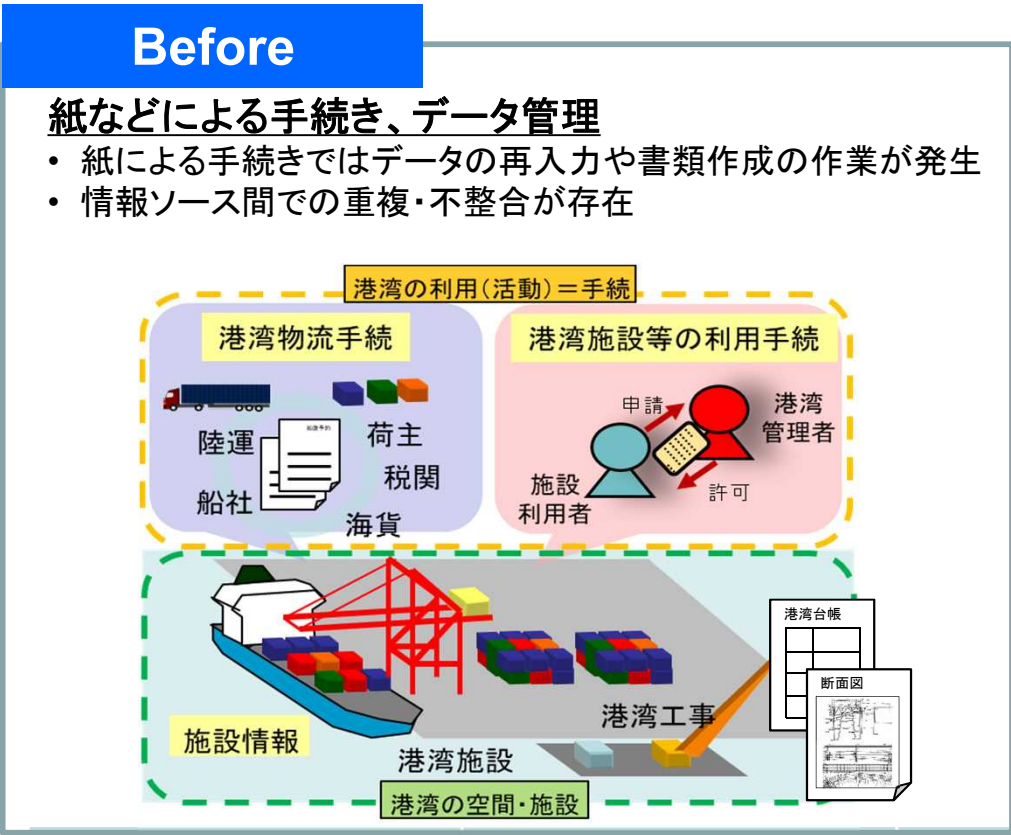 Before
紙などによる手続き、データ管理
• 紙による手続きではデータの再入力や書類作成の作業が発生
• 情報ソース間での重複・不整合が存在
港湾の利用(活動)＝手続
港湾物流手続
陸運
荷主
税関
船社
海貨
港湾施設等の利用手続
申請
港湾
管理者
施設
利用者
許可
港湾台帳
断面図
港湾工事
施設情報
港湾施設
港湾の空間・施設